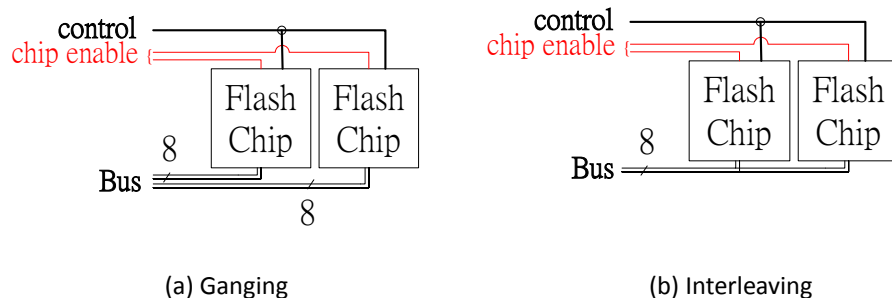 control
chip enable
Flash
Chip
Flash
Chip
8
Bus
8
(a) Ganging
control
chip enable
Flash
Chip
Flash
Chip
8
Bus
(b) Interleaving